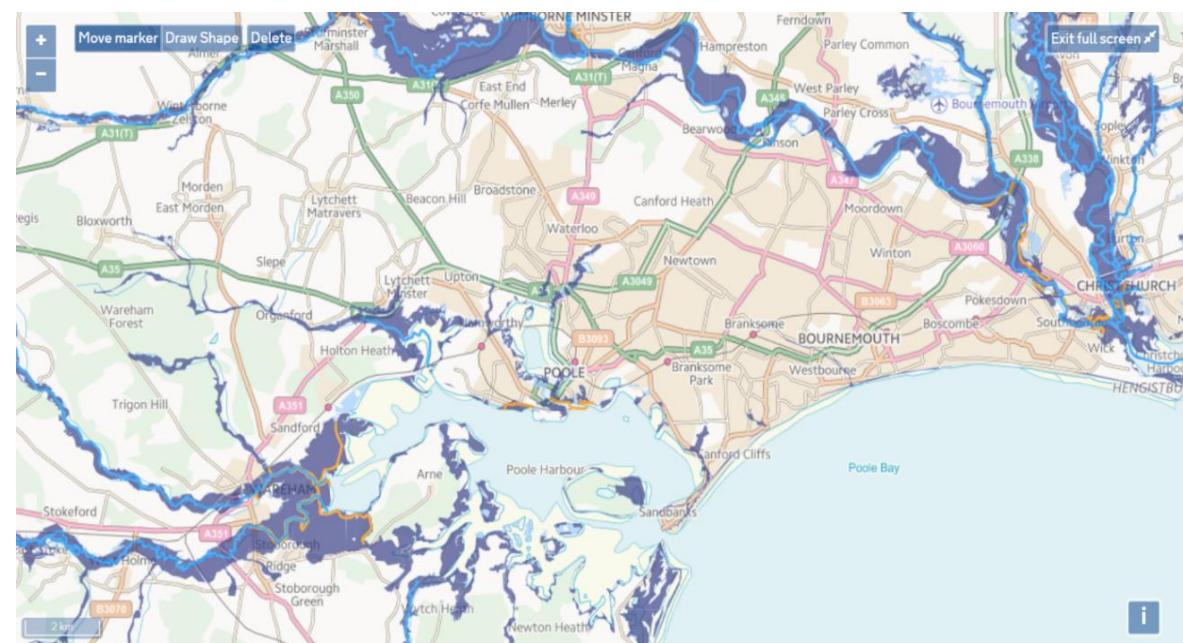 WIMBORNE MINSTER
Ferndown
+
Move marker
Draw Shape
Delete
Exit full screen
Marshall
Canford
Magna
Hampreston
Parley Common
−
A31(T)
East End
A350
Corfe Mullen
Merley
West Parley
Parley Cross
Bournemouth
Winterborne
Zelston
A31(T)
A338
Morden
East Morden
Lytchett
Matravers
Beacon Hill
Broadstone
A349
Canford Heath
A347
Moordown
Bloxworth
Waterloo
A3060
Winton
A35
Slepe
Newtown
Lytchett
Minster
Upton
A3049
CHRISTCHURCH
Wareham
Forest
Organford
B3063
Pokesdown
Branksome
Boscombe
Holton Heath
B3093
A35
BOURNEMOUTH
Wick
POOLE
Branksome
Park
Westbourne
Trigon Hill
A351
Sandford
Arne
Poole Harbour
Canford Cliffs
Poole Bay
WAREHAM
Stokeford
Sandbanks
A351
Stoborough
Ridge
Stoborough
Green
B3070
Wytch Heath
2 km
Newton Heath
i